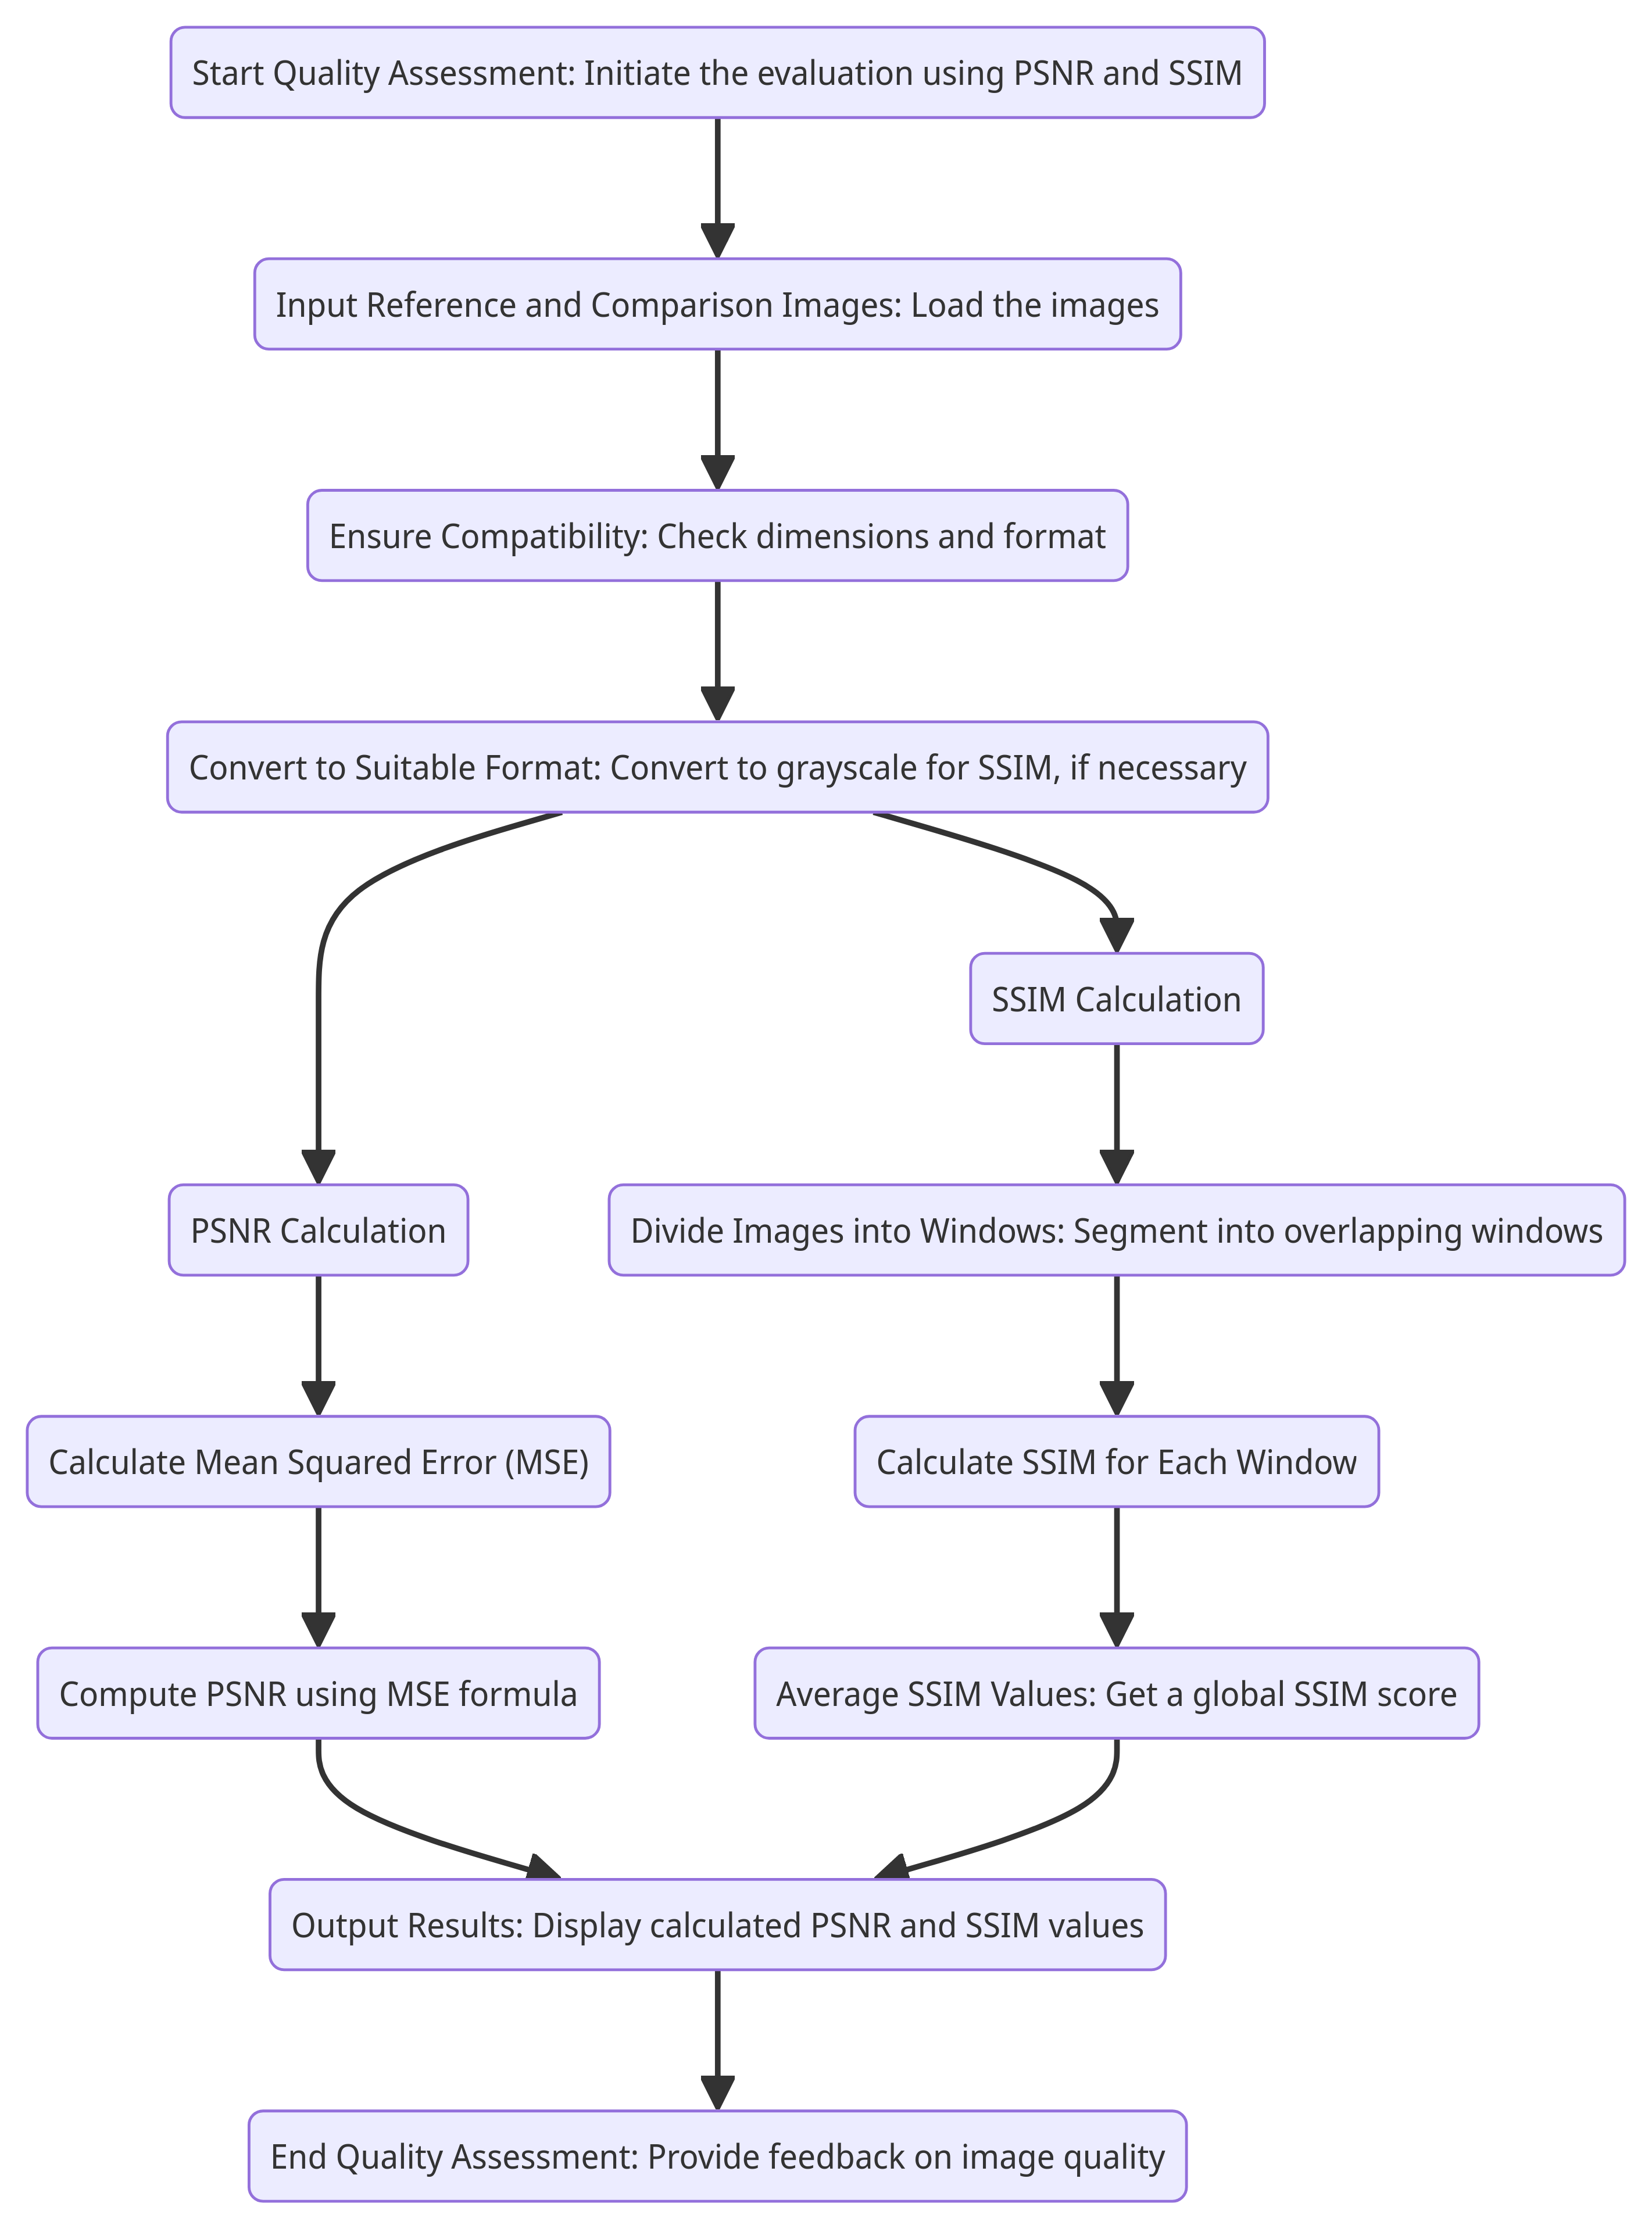 Start Quality Assessment: Initiate the evaluation using PSNR and SSIM
Input Reference and Comparison Images: Load the images
Ensure Compatibility: Check dimensions and format
Convert to Suitable Format: Convert to grayscale for SSIM, if necessary
SSIM Calculation
PSNR Calculation
Divide Images into Windows: Segment into overlapping windows
Calculate Mean Squared Error (MSE)
Calculate SSIM for Each Window
Compute PSNR using MSE formula
Average SSIM Values: Get a global SSIM score
Output Results: Display calculated PSNR and SSIM values
End Quality Assessment: Provide feedback on image quality